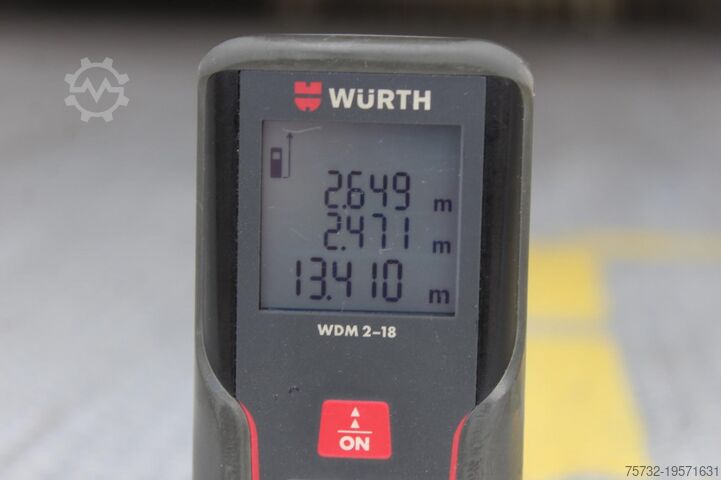 WÜRTH
2.649 m
2.471 m
13.410 m
WDM 2-18
ON
75732-19571631